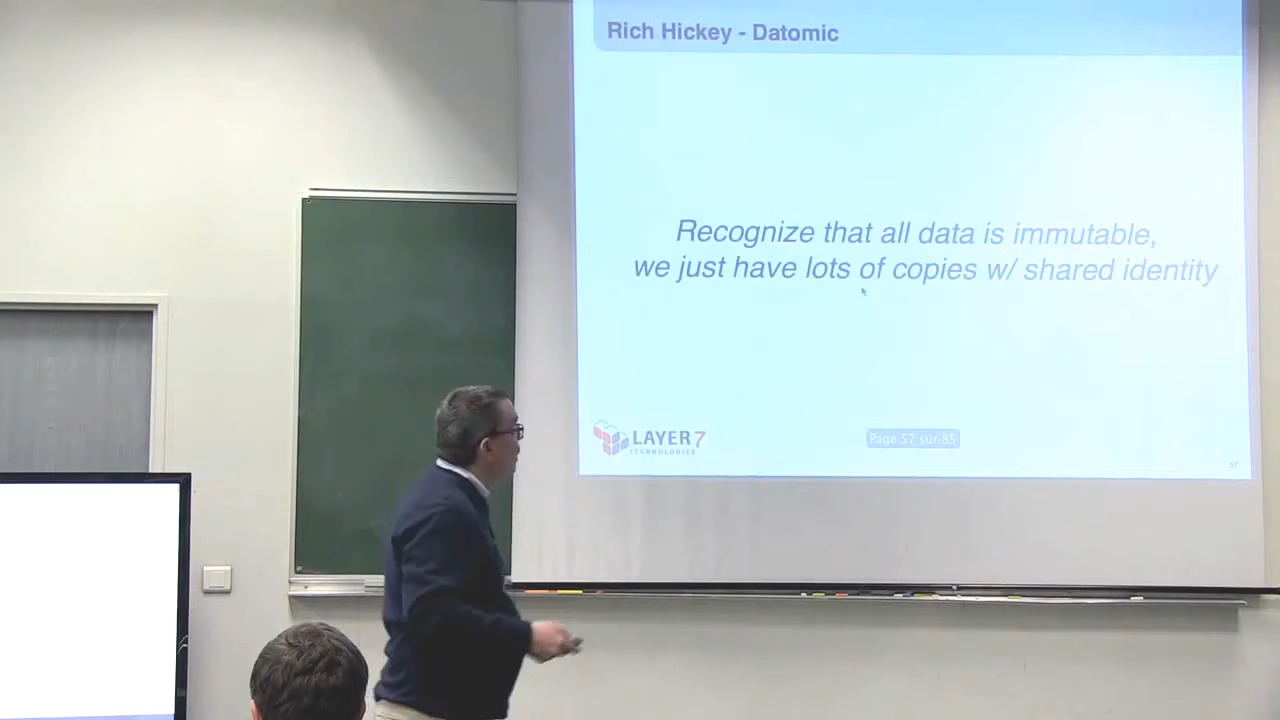 Rich Hickey - Datomic
Recognize that all data is immutable,
we just have lots of copies w/ shared identity
LAYER 7
TECHNOLOGIES
Page 57 sur 85
57